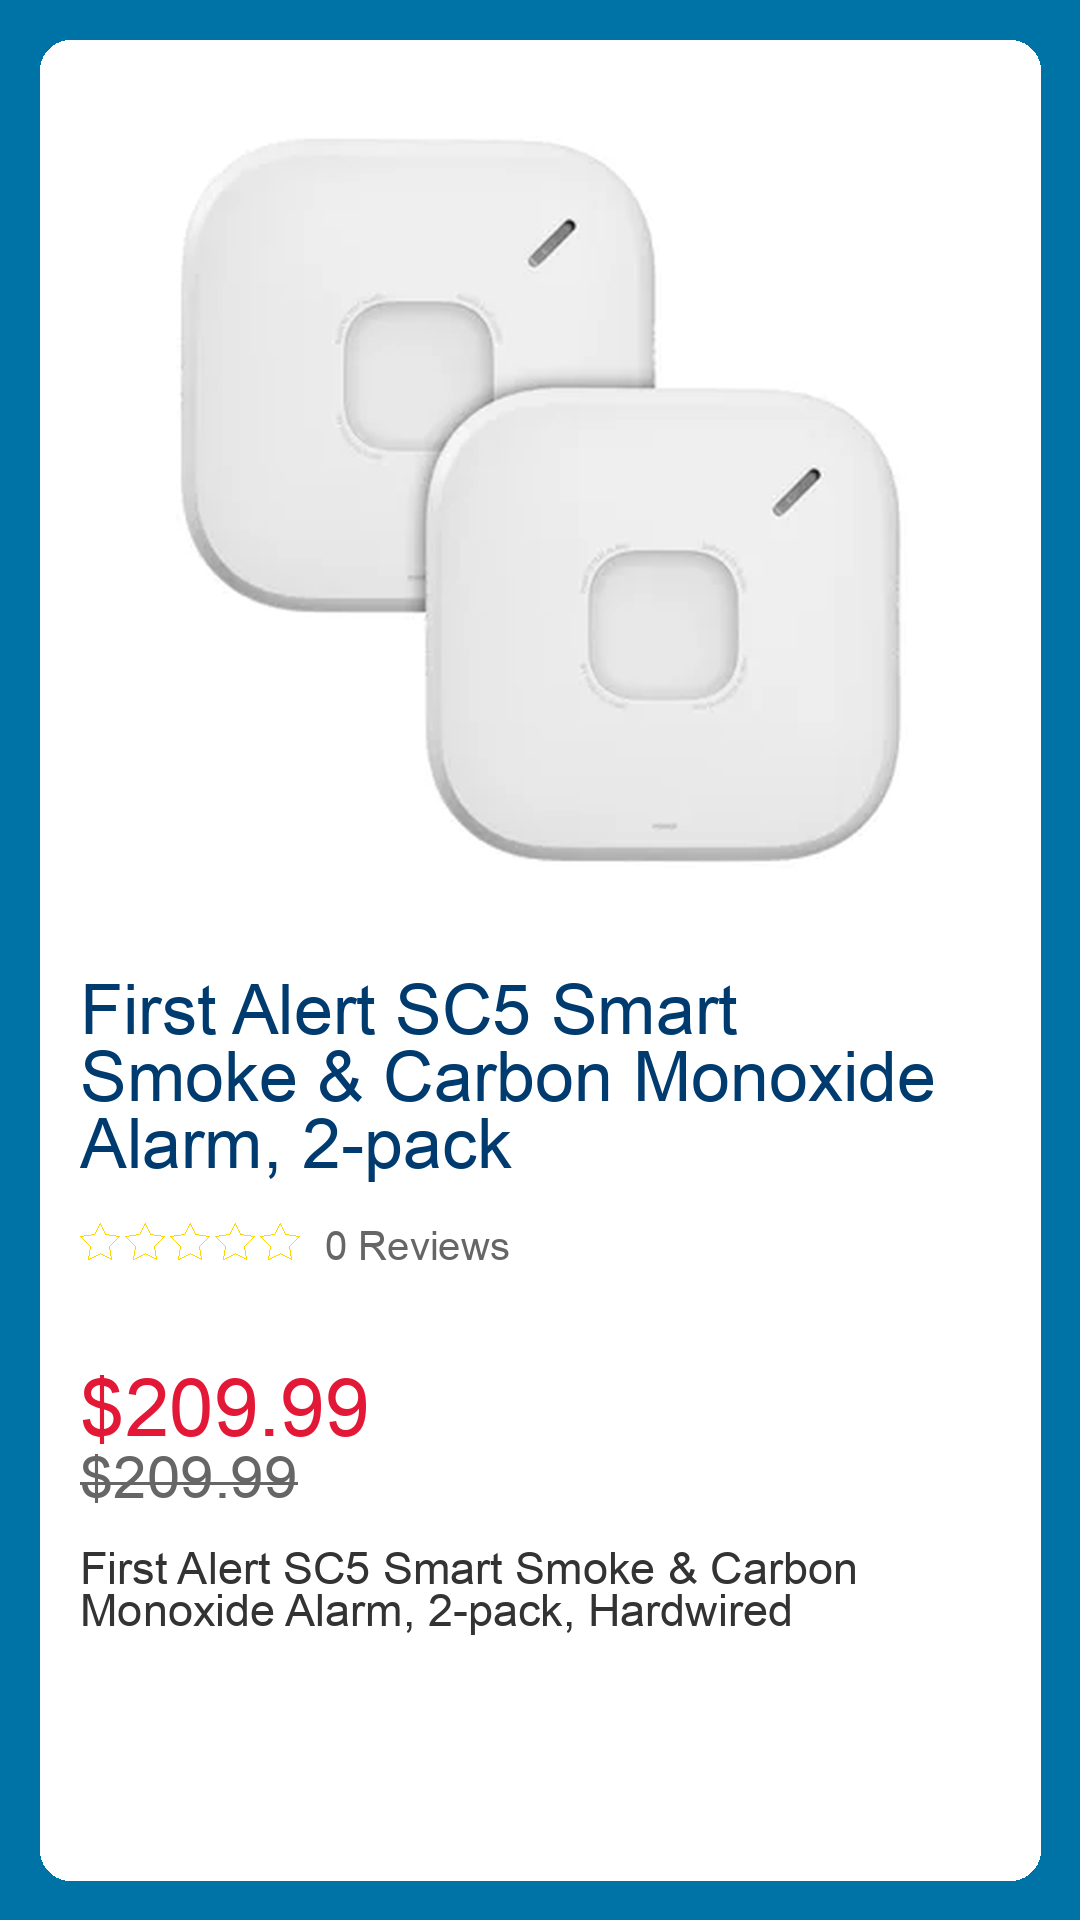 First Alert SC5 Smart
Smoke & Carbon Monoxide
Alarm, 2-pack
0 Reviews
$209.99
$209.99
First Alert SC5 Smart Smoke & Carbon
Monoxide Alarm, 2-pack, Hardwired